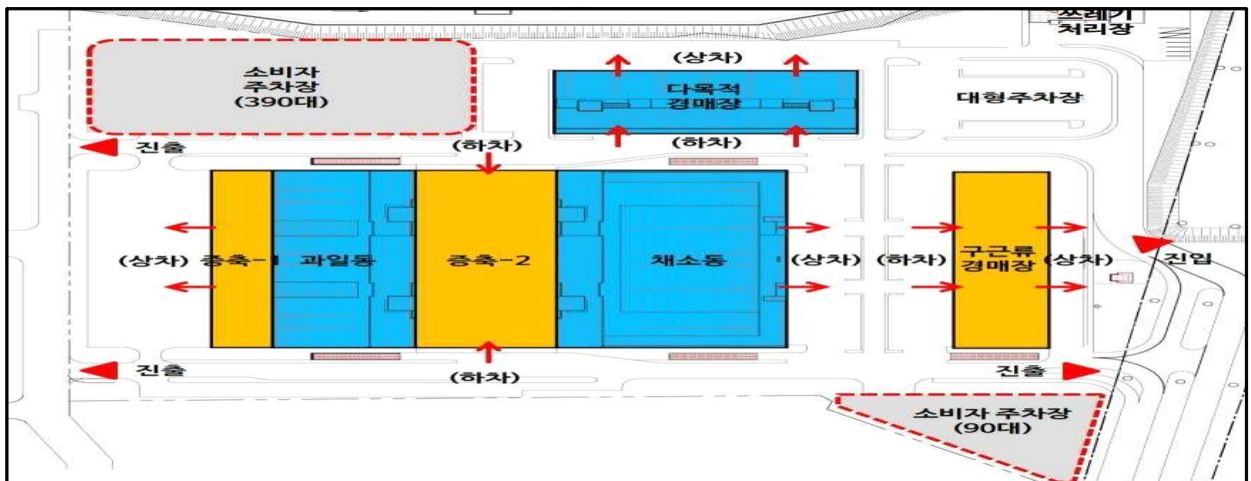 쓰레기
처리장
(상차)
소비자
주차장
(390대)
다목적
경매장
대형주차장
진출
(하차)
(하차)
(상차)
증축-1
과일동
증축-2
채소동
(상차)
(하차)
구근류
경매장
(상차)
진입
진출
(하차)
진출
소비자 주차장
(90대)